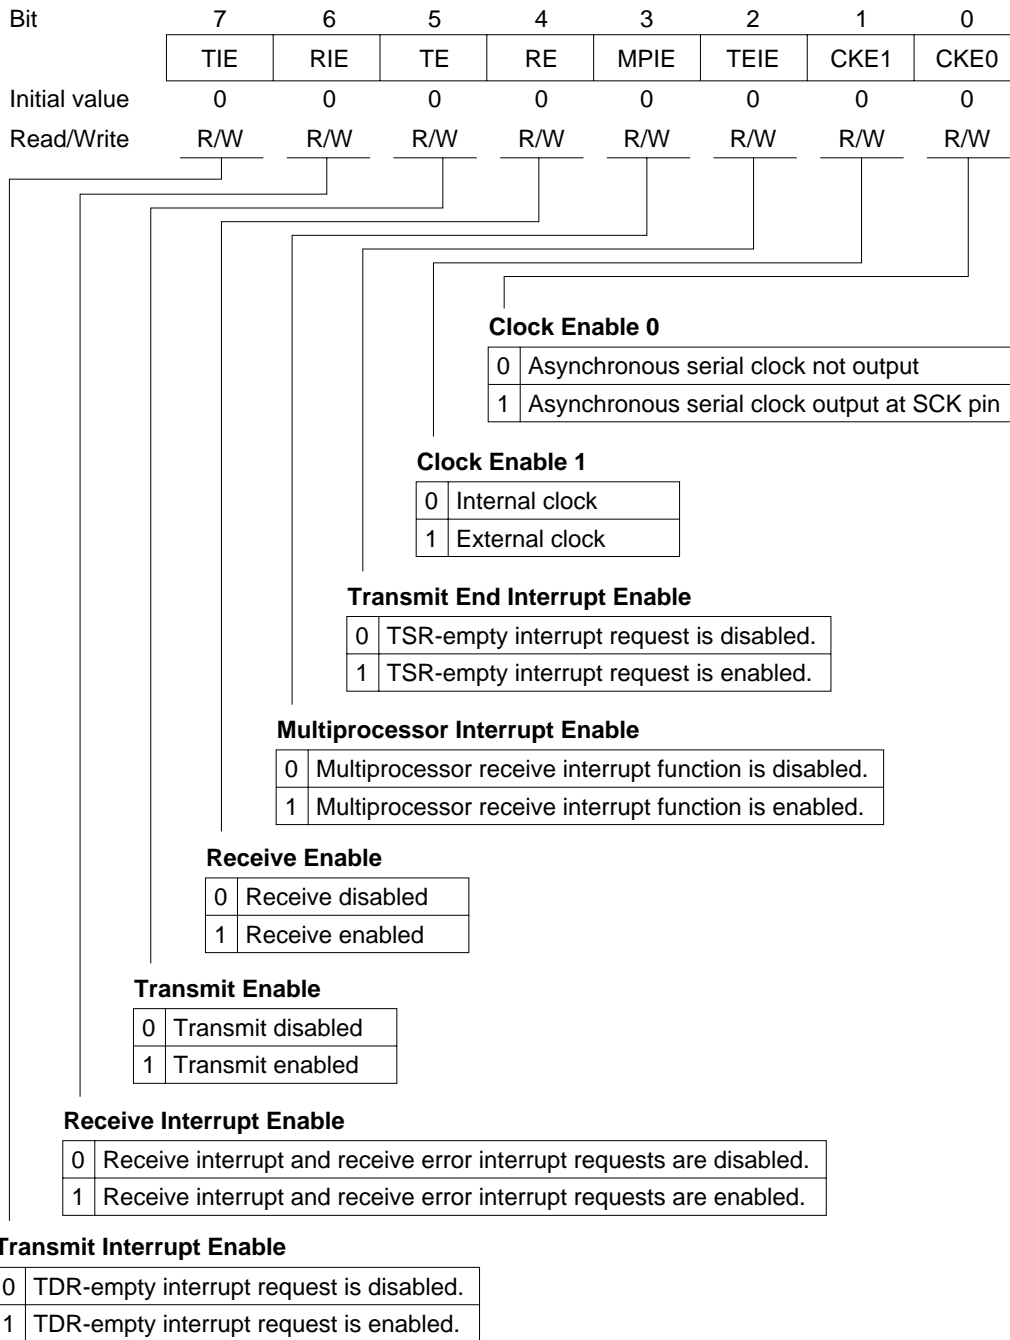 Bit 7 6 5 4 3 2 1 0
TIE RIE TE RE MPIE TEIE CKE1 CKE0
Initial value 0 0 0 0 0 0 0 0
Read/Write R/W R/W R/W R/W R/W R/W R/W R/W
Clock Enable 0
0 Asynchronous serial clock not output
1 Asynchronous serial clock output at SCK pin
Clock Enable 1
0 Internal clock
1 External clock
Transmit End Interrupt Enable
0 TSR-empty interrupt request is disabled.
1 TSR-empty interrupt request is enabled.
Multiprocessor Interrupt Enable
0 Multiprocessor receive interrupt function is disabled.
1 Multiprocessor receive interrupt function is enabled.
Receive Enable
0 Receive disabled
1 Receive enabled
Transmit Enable
0 Transmit disabled
1 Transmit enabled
Receive Interrupt Enable
0 Receive interrupt and receive error interrupt requests are disabled.
1 Receive interrupt and receive error interrupt requests are enabled.
Transmit Interrupt Enable
0 TDR-empty interrupt request is disabled.
1 TDR-empty interrupt request is enabled.